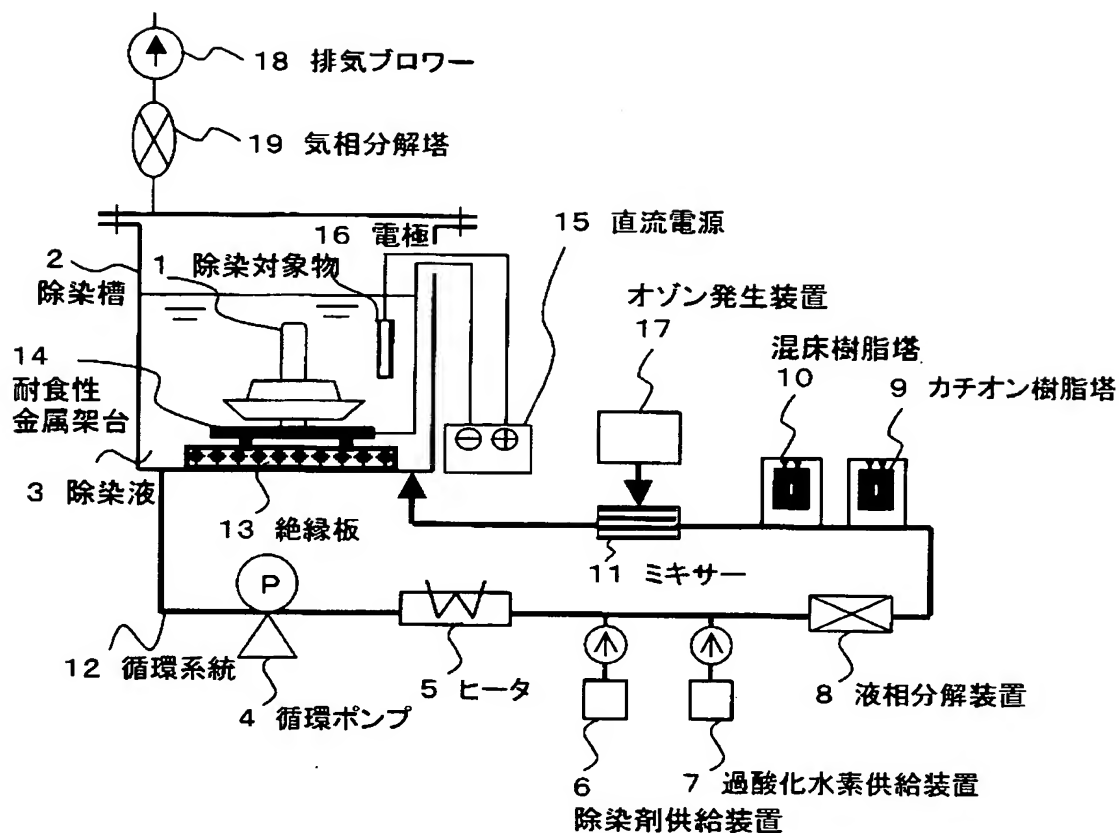 18 排気ブロワー
19 気相分解塔
16 電極
15 直流電源
2
除染槽
1 除染対象物
オゾン発生装置
17
混床樹脂塔
10
9 カチオン樹脂塔
14
耐食性
金属架台
3 除染液
13 絶縁板
11 ミキサー
P
12 循環系統
4 循環ポンプ
5 ヒータ
8 液相分解装置
6
除染剤供給装置
7 過酸化水素供給装置